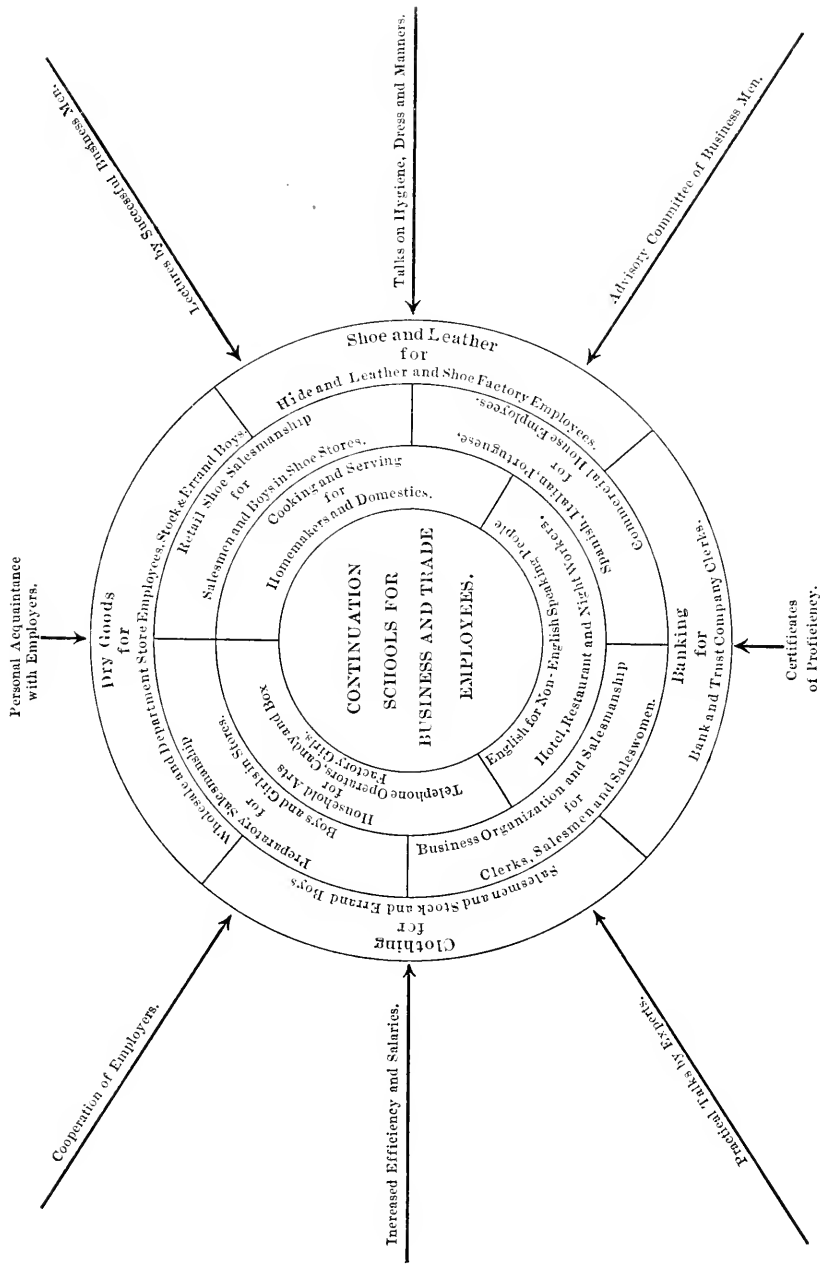 CONTINUATION
SCHOOLS FOR
BUSINESS AND TRADE
EMPLOYEES.
Cooking and Serving
for
Homemakers and Domestics.
English for Non-English Speaking People
Hotel, Restaurant and Night Workers.
Household Arts
for
Telephone Operators, Candy and Box
Factory Girls.
Retail Shoe Salesmanship
for
Salesmen and Boys in Shoe Stores.
Spanish, Italian, Portuguese,
for
Commercial House Employees.
Business Organization and Salesmanship
for
Clerks, Salesmen and Saleswomen.
Preparatory Salesmanship
for
Boys and Girls in Stores.
Dry Goods
for
Wholesale and Department Store Employees, Stock & Errand Boys.
Shoe and Leather
for
Hide and Leather and Shoe Factory Employees.
Banking
for
Bank and Trust Company Clerks.
Clothing
for
Salesmen and Stock and Errand Boys
Personal Acquaintance
with Employers.
Lectures by Successful Business Men.
Talks on Hygiene, Dress and Manners.
Advisory Committee of Business Men.
Certificates
of Proficiency.
Practical Talks by Experts.
Increased Efficiency and Salaries.
Cooperation of Employers.